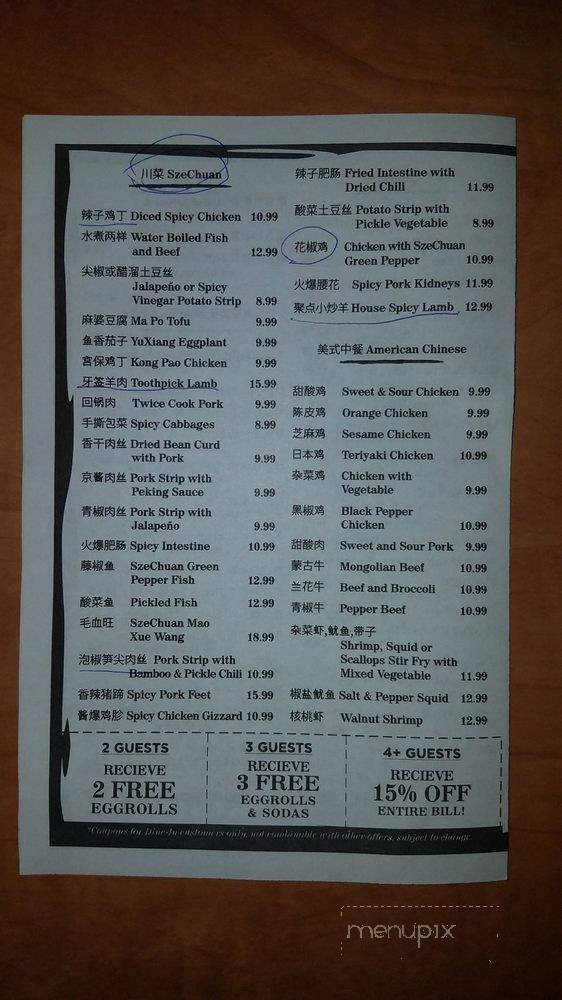 川菜 SzeChuan
辣子鸡丁 Diced Spicy Chicken 10.99
水煮两样 Water Boiled Fish
and Beef 12.99
尖椒或醋溜土豆丝
Jalapeño or Spicy
Vinegar Potato Strip 8.99
麻婆豆腐 Ma Po Tofu 9.99
鱼香茄子 YuXiang Eggplant 9.99
宫保鸡丁 Kong Pao Chicken 9.99
牙签羊肉 Toothpick Lamb 15.99
回锅肉 Twice Cook Pork 9.99
手撕包菜 Spicy Cabbages 8.99
香干肉丝 Dried Bean Curd
with Pork 9.99
京酱肉丝 Pork Strip with
Peking Sauce 9.99
青椒肉丝 Pork Strip with
Jalapeño 9.99
火爆肥肠 Spicy Intestine 10.99
藤椒鱼 SzeChuan Green
Pepper Fish 12.99
酸菜鱼 Pickled Fish 12.99
毛血旺 SzeChuan Mao
Xue Wang 18.99
泡椒笋尖肉丝 Pork Strip with
Bamboo & Pickle Chili 10.99
香辣猪蹄 Spicy Pork Feet 15.99
酱爆鸡胗 Spicy Chicken Gizzard 10.99
辣子肥肠 Fried Intestine with
Dried Chili 11.99
酸菜土豆丝 Potato Strip with
Pickle Vegetable 8.99
花椒鸡 Chicken with SzeChuan
Green Pepper 10.99
火爆腰花 Spicy Pork Kidneys 11.99
聚点小炒羊 House Spicy Lamb 12.99
美式中餐 American Chinese
甜酸鸡 Sweet & Sour Chicken 9.99
陈皮鸡 Orange Chicken 9.99
芝麻鸡 Sesame Chicken 9.99
日本鸡 Teriyaki Chicken 10.99
杂菜鸡 Chicken with
Vegetable 9.99
黑椒鸡 Black Pepper
Chicken 10.99
甜酸肉 Sweet and Sour Pork 9.99
蒙古牛 Mongolian Beef 10.99
兰花牛 Beef and Broccoli 10.99
青椒牛 Pepper Beef 10.99
杂菜虾,鱿鱼,带子
Shrimp, Squid or
Scallops Stir Fry with
Mixed Vegetable 11.99
椒盐鱿鱼 Salt & Pepper Squid 12.99
核桃虾 Walnut Shrimp 12.99
2 GUESTS
RECIEVE
2 FREE
EGGROLLS
3 GUESTS
RECIEVE
3 FREE
EGGROLLS
& SODAS
4+ GUESTS
RECIEVE
15% OFF
ENTIRE BILL!
*Coupons for Dine-In customers only, not combinable with other offers, subject to change.
menupix